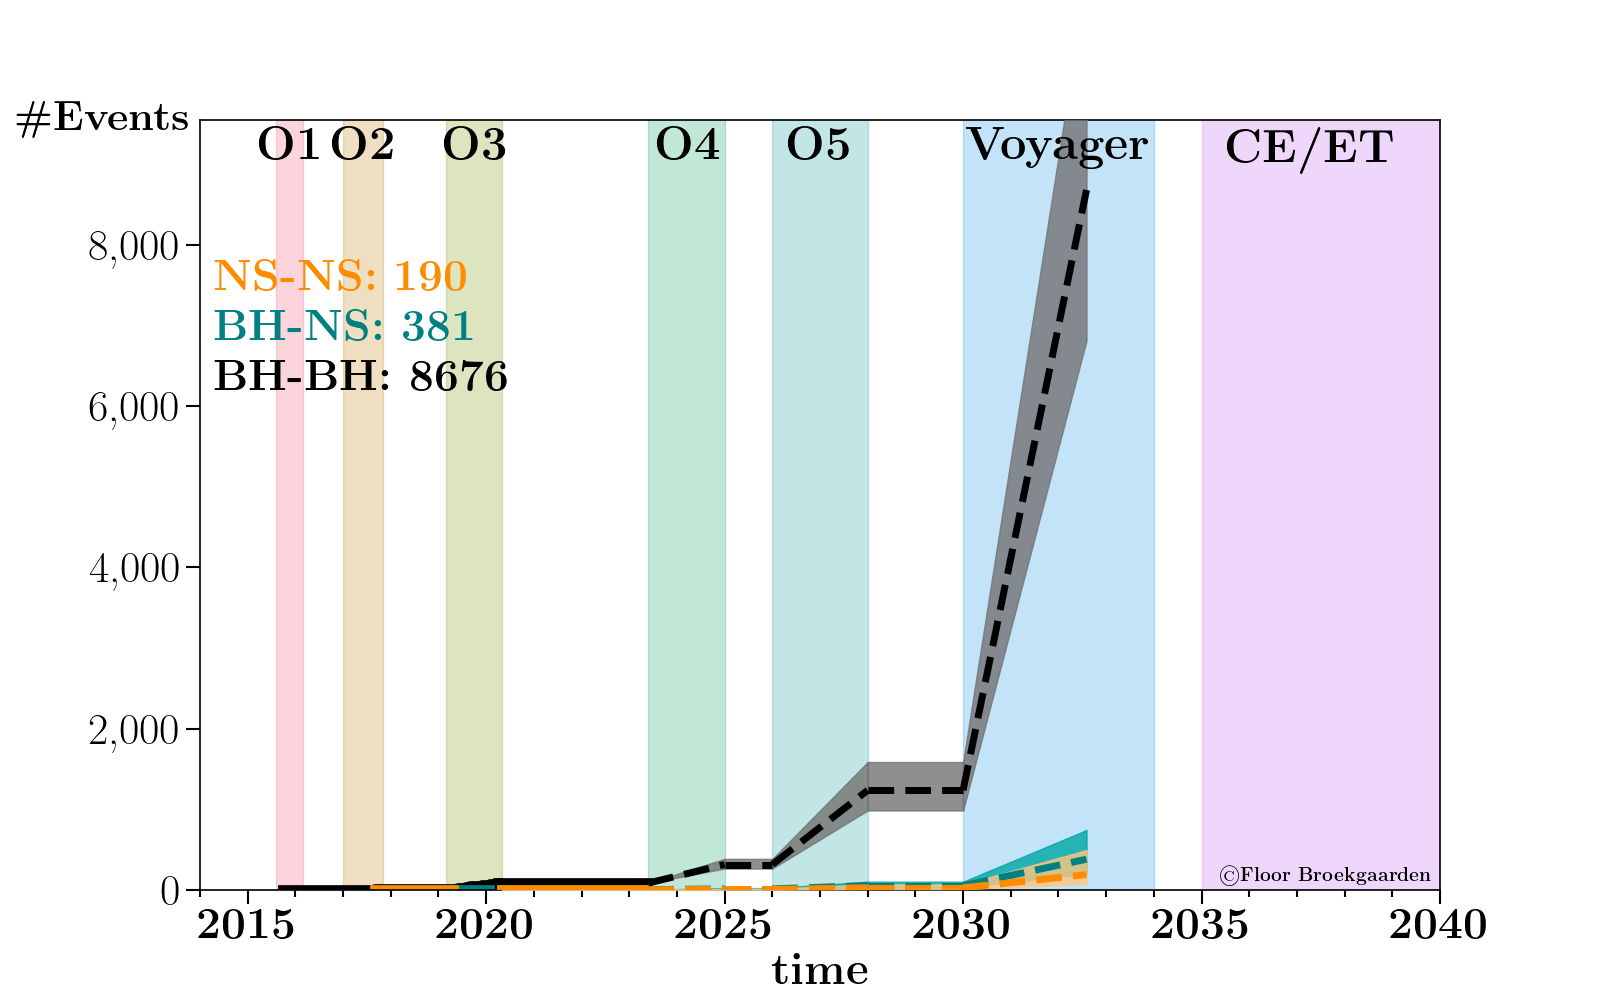 #Events
O1 O2 O3 O4 O5 Voyager CE/ET
8,000
NS-NS: 190
BH-NS: 381
BH-BH: 8676
6,000
4,000
2,000
0
©Floor Broekgaarden
2015 2020 2025 2030 2035 2040
time